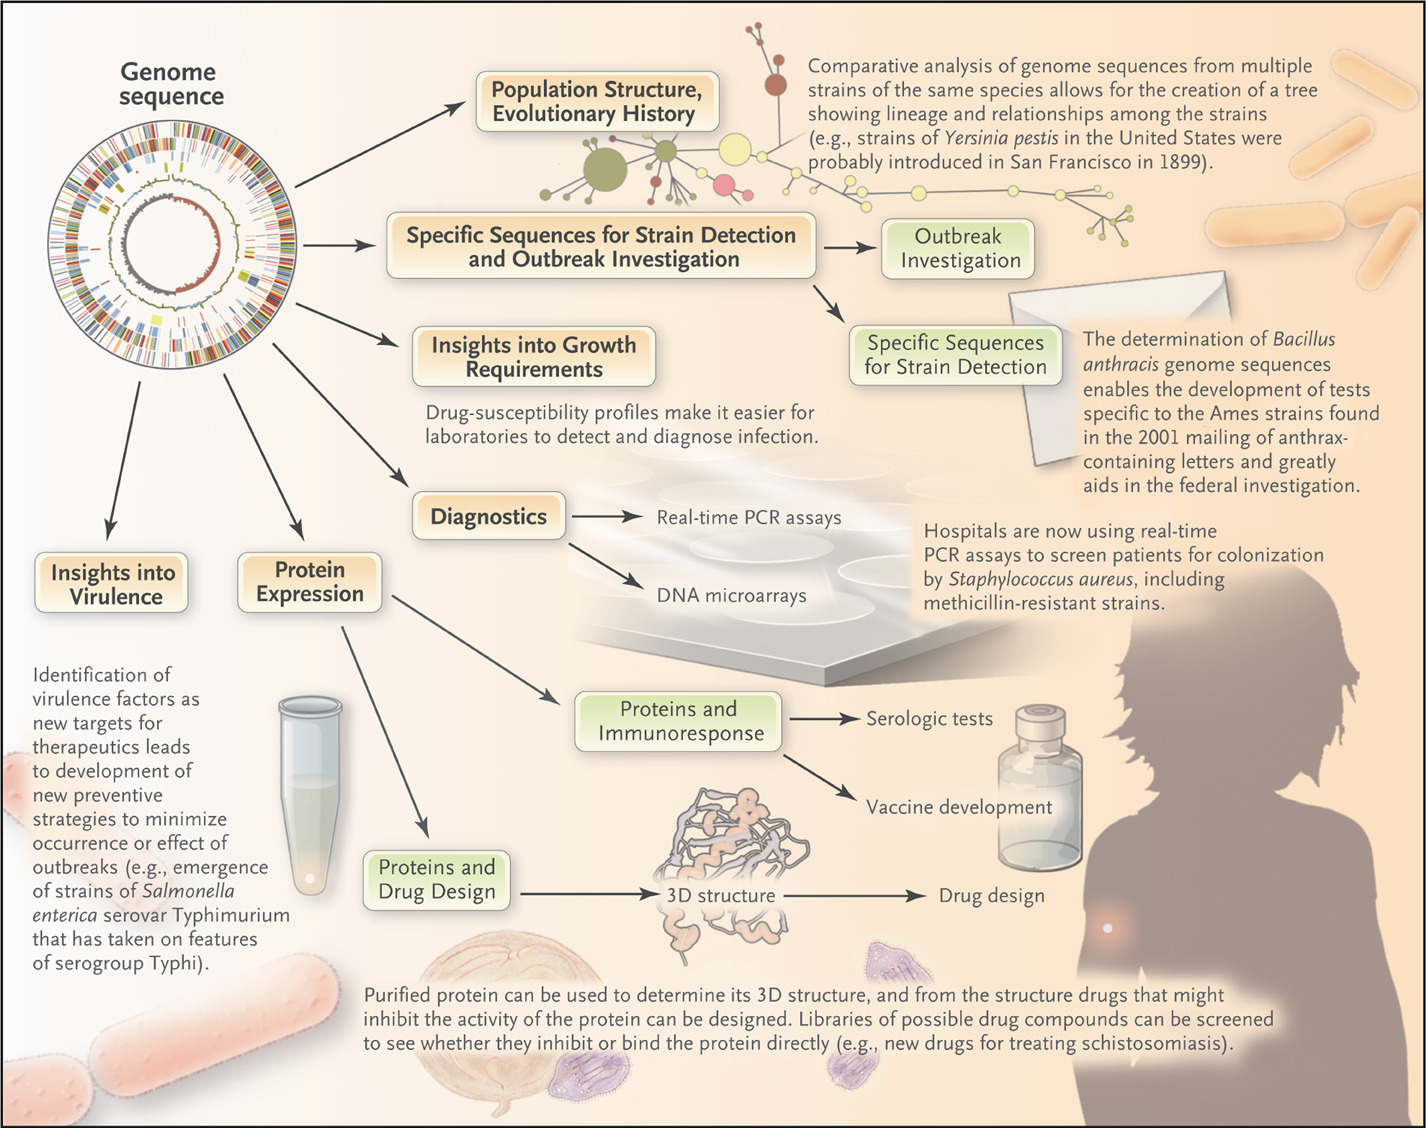 Genome
sequence
Population Structure,
Evolutionary History
Comparative analysis of genome sequences from multiple
strains of the same species allows for the creation of a tree
showing lineage and relationships among the strains
(e.g., strains of Yersinia pestis in the United States were
probably introduced in San Francisco in 1899).
Specific Sequences for Strain Detection
and Outbreak Investigation
Outbreak
Investigation
Specific Sequences
for Strain Detection
The determination of Bacillus
anthracis genome sequences
enables the development of tests
specific to the Ames strains found
in the 2001 mailing of anthrax-
containing letters and greatly
aids in the federal investigation.
Insights into Growth
Requirements
Drug-susceptibility profiles make it easier for
laboratories to detect and diagnose infection.
Diagnostics
Real-time PCR assays
DNA microarrays
Hospitals are now using real-time
PCR assays to screen patients for colonization
by Staphylococcus aureus, including
methicillin-resistant strains.
Insights into
Virulence
Protein
Expression
Identification of
virulence factors as
new targets for
therapeutics leads
to development of
new preventive
strategies to minimize
occurrence or effect of
outbreaks (e.g., emergence
of strains of Salmonella
enterica serovar Typhimurium
that has taken on features
of serogroup Typhi).
Proteins and
Immunoresponse
Serologic tests
Vaccine development
Proteins and
Drug Design
3D structure
Drug design
Purified protein can be used to determine its 3D structure, and from the structure drugs that might
inhibit the activity of the protein can be designed. Libraries of possible drug compounds can be screened
to see whether they inhibit or bind the protein directly (e.g., new drugs for treating schistosomiasis).